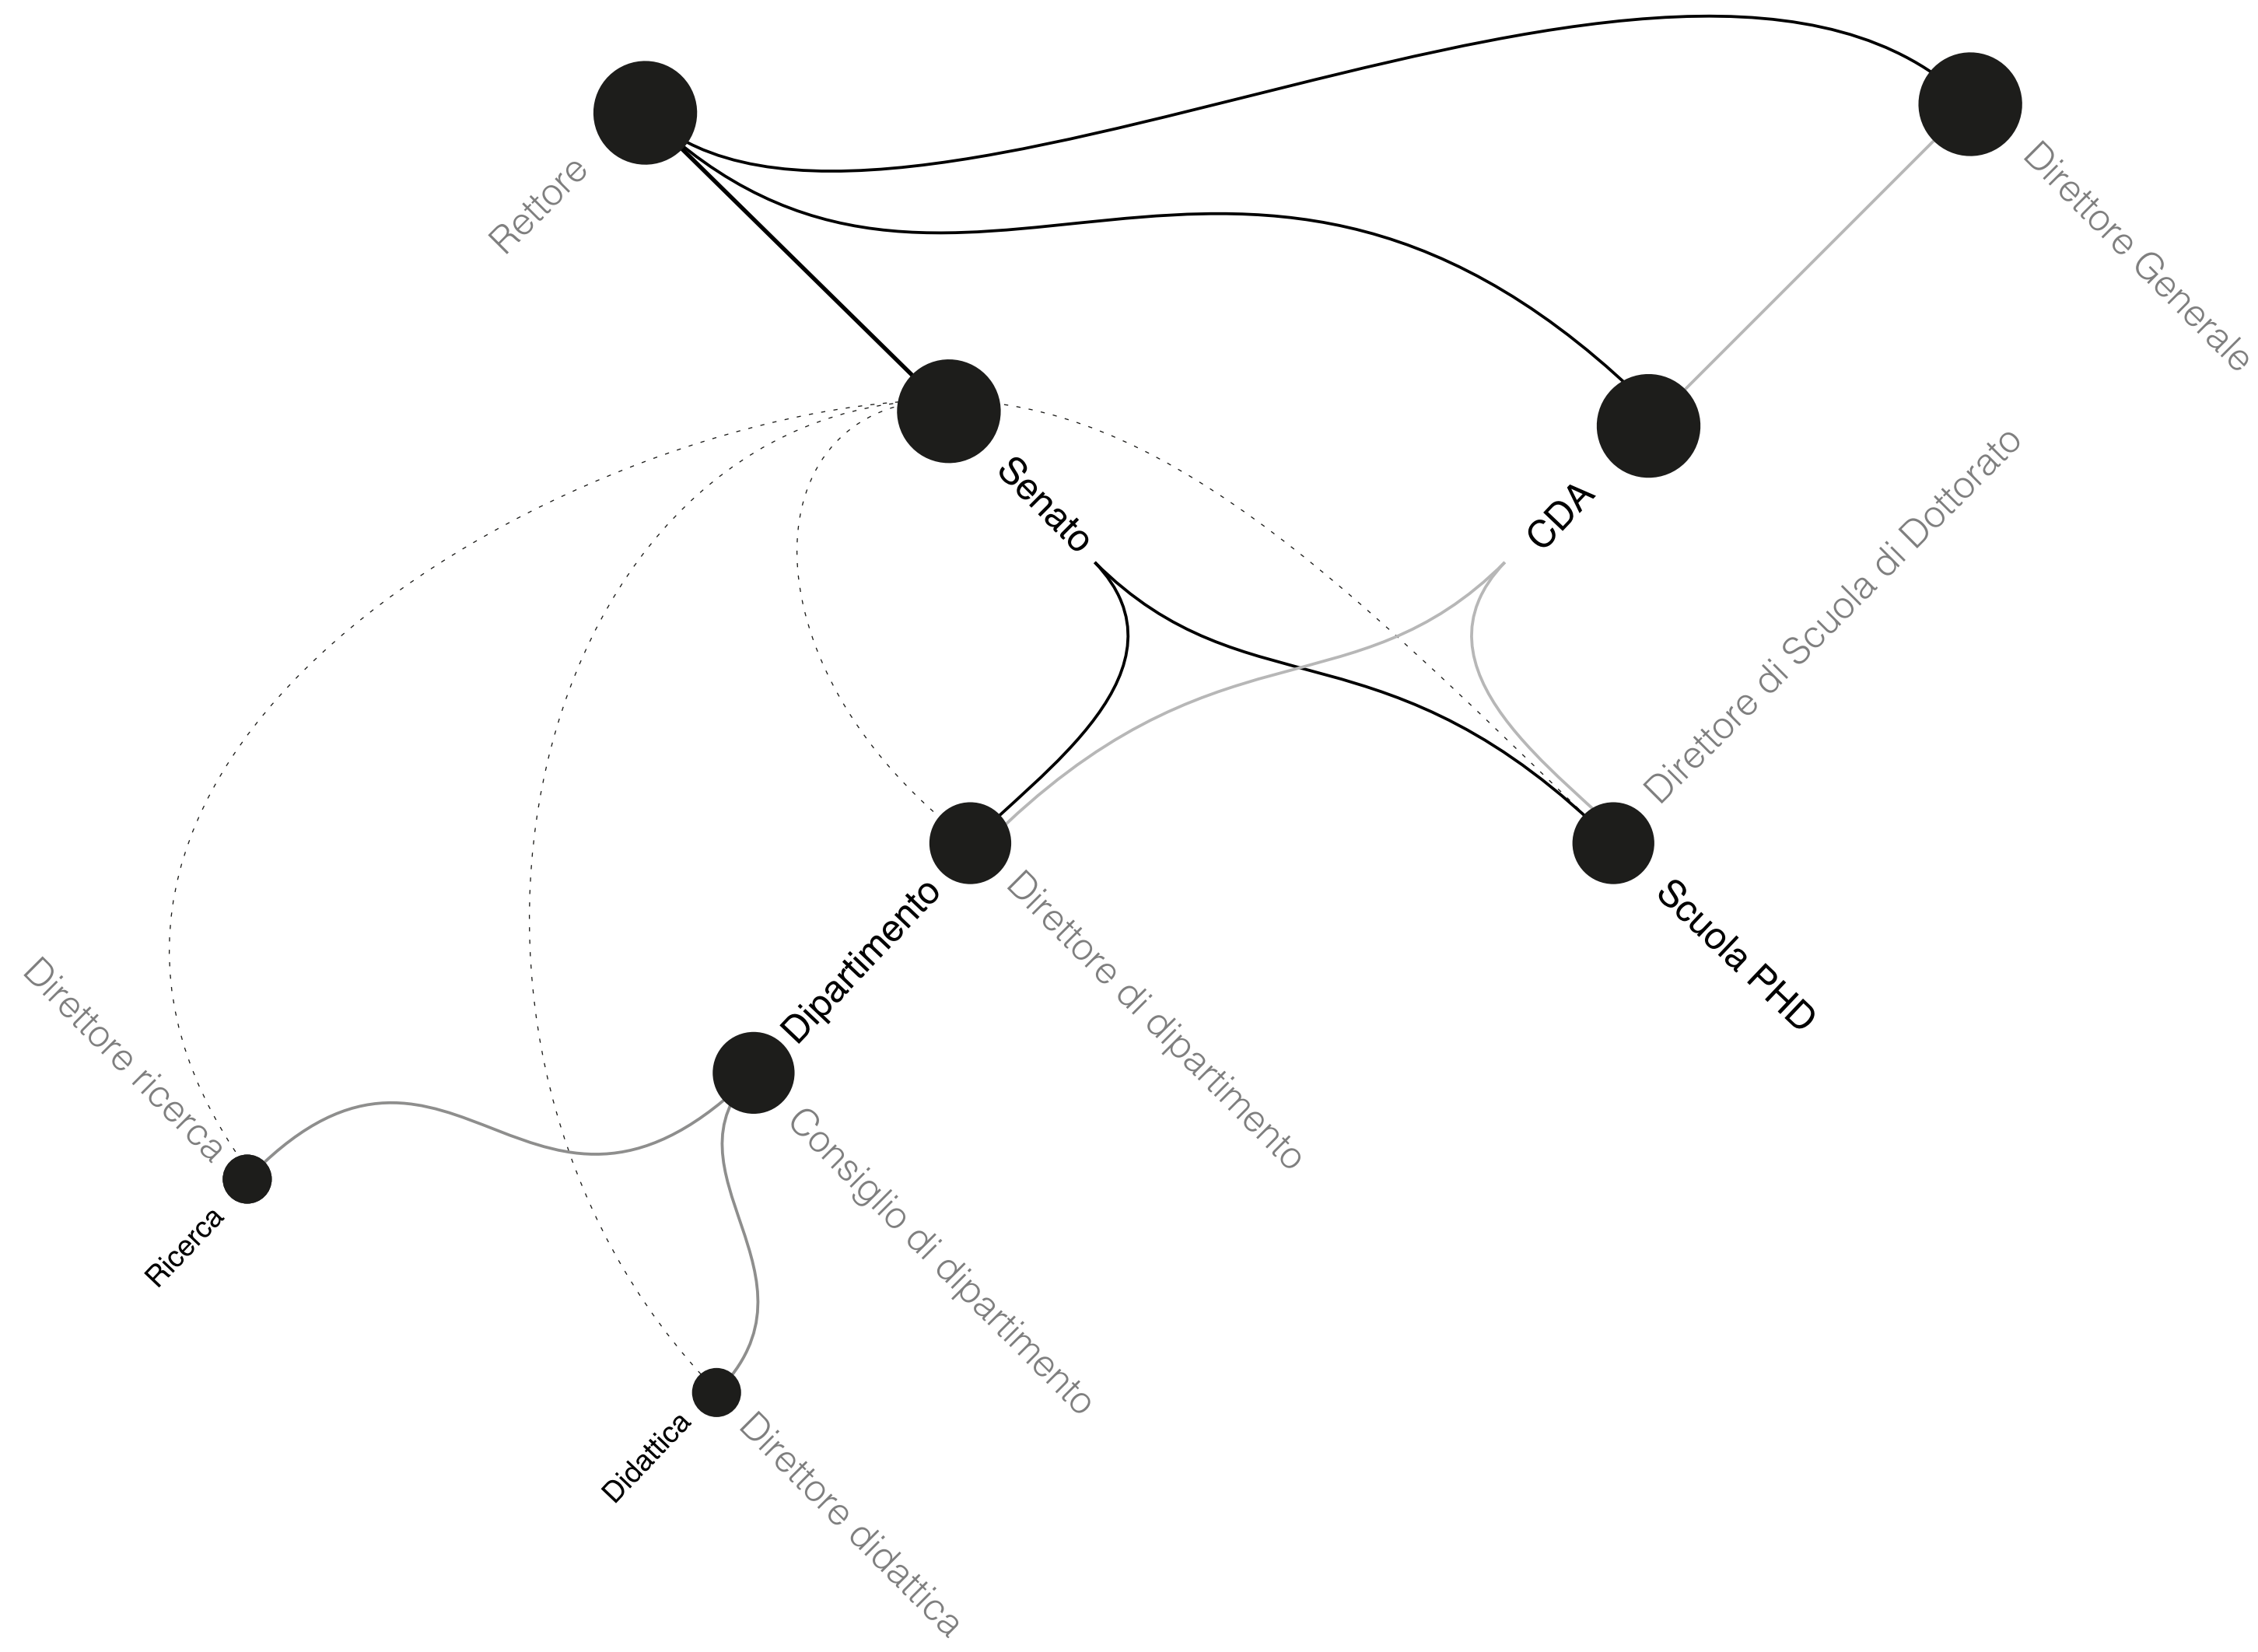 Rettore
Direttore Generale
Senato
CDA
Direttore di Scuola di Dottorato
Dipartimento
Direttore di dipartimento
Scuola PHD
Direttore ricerca
Consiglio di dipartimento
Ricerca
Didattica
Direttore didattica